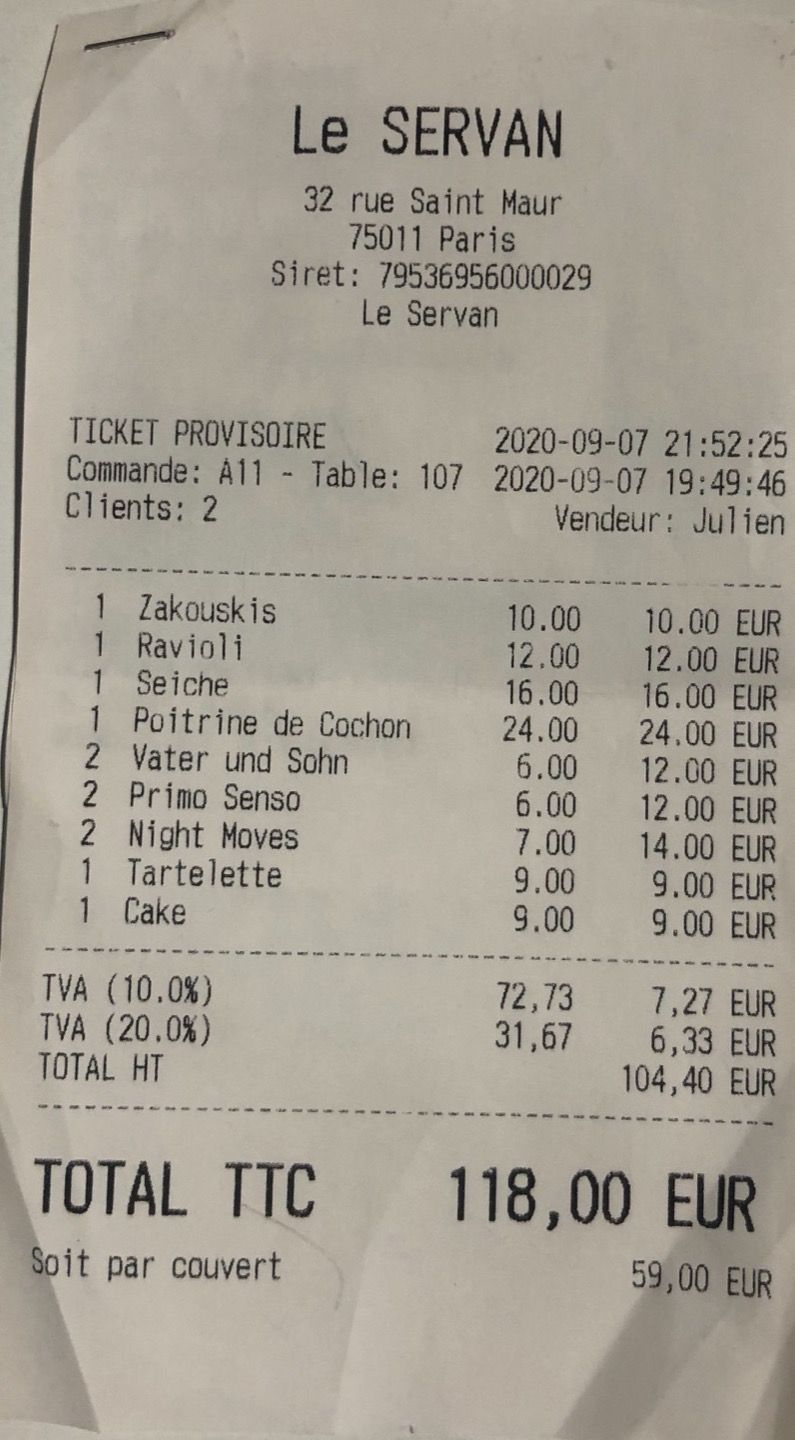 Le SERVAN
32 rue Saint Maur
75011 Paris
Siret: 79536956000029
Le Servan
TICKET PROVISOIRE 2020-09-07 21:52:25
Commande: A11 - Table: 107 2020-09-07 19:49:46
Clients: 2 Vendeur: Julien
1 Zakouskis 10.00 10.00 EUR
1 Ravioli 12.00 12.00 EUR
1 Seiche 16.00 16.00 EUR
1 Poitrine de Cochon 24.00 24.00 EUR
2 Vater und Sohn 6.00 12.00 EUR
2 Primo Senso 6.00 12.00 EUR
2 Night Moves 7.00 14.00 EUR
1 Tartelette 9.00 9.00 EUR
1 Cake 9.00 9.00 EUR
TVA (10.0%) 72,73 7,27 EUR
TVA (20.0%) 31,67 6,33 EUR
TOTAL HT 104,40 EUR
TOTAL TTC 118,00 EUR
Soit par couvert 59,00 EUR